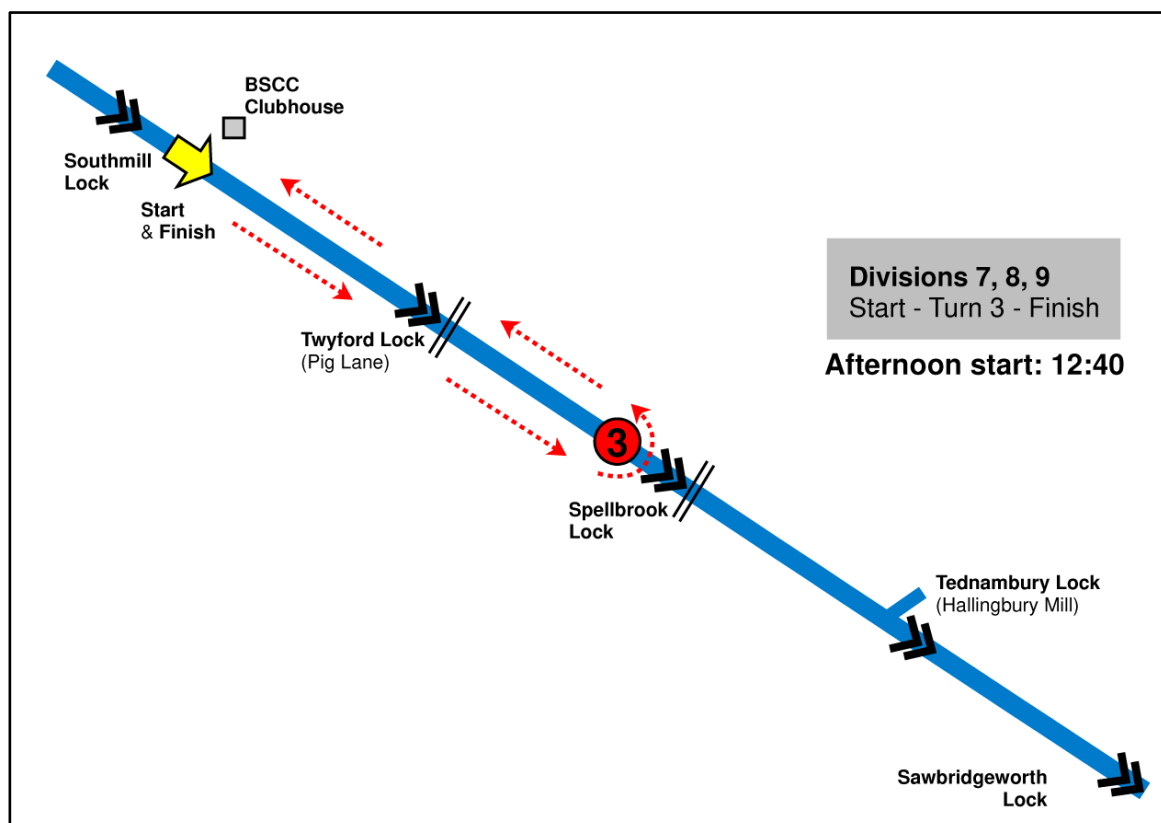 BSCC
Clubhouse
Southmill
Lock
Start
& Finish
Divisions 7, 8, 9
Start - Turn 3 - Finish
Afternoon start: 12:40
Twyford Lock
(Pig Lane)
3
Spellbrook
Lock
Tednambury Lock
(Hallingbury Mill)
Sawbridgeworth
Lock